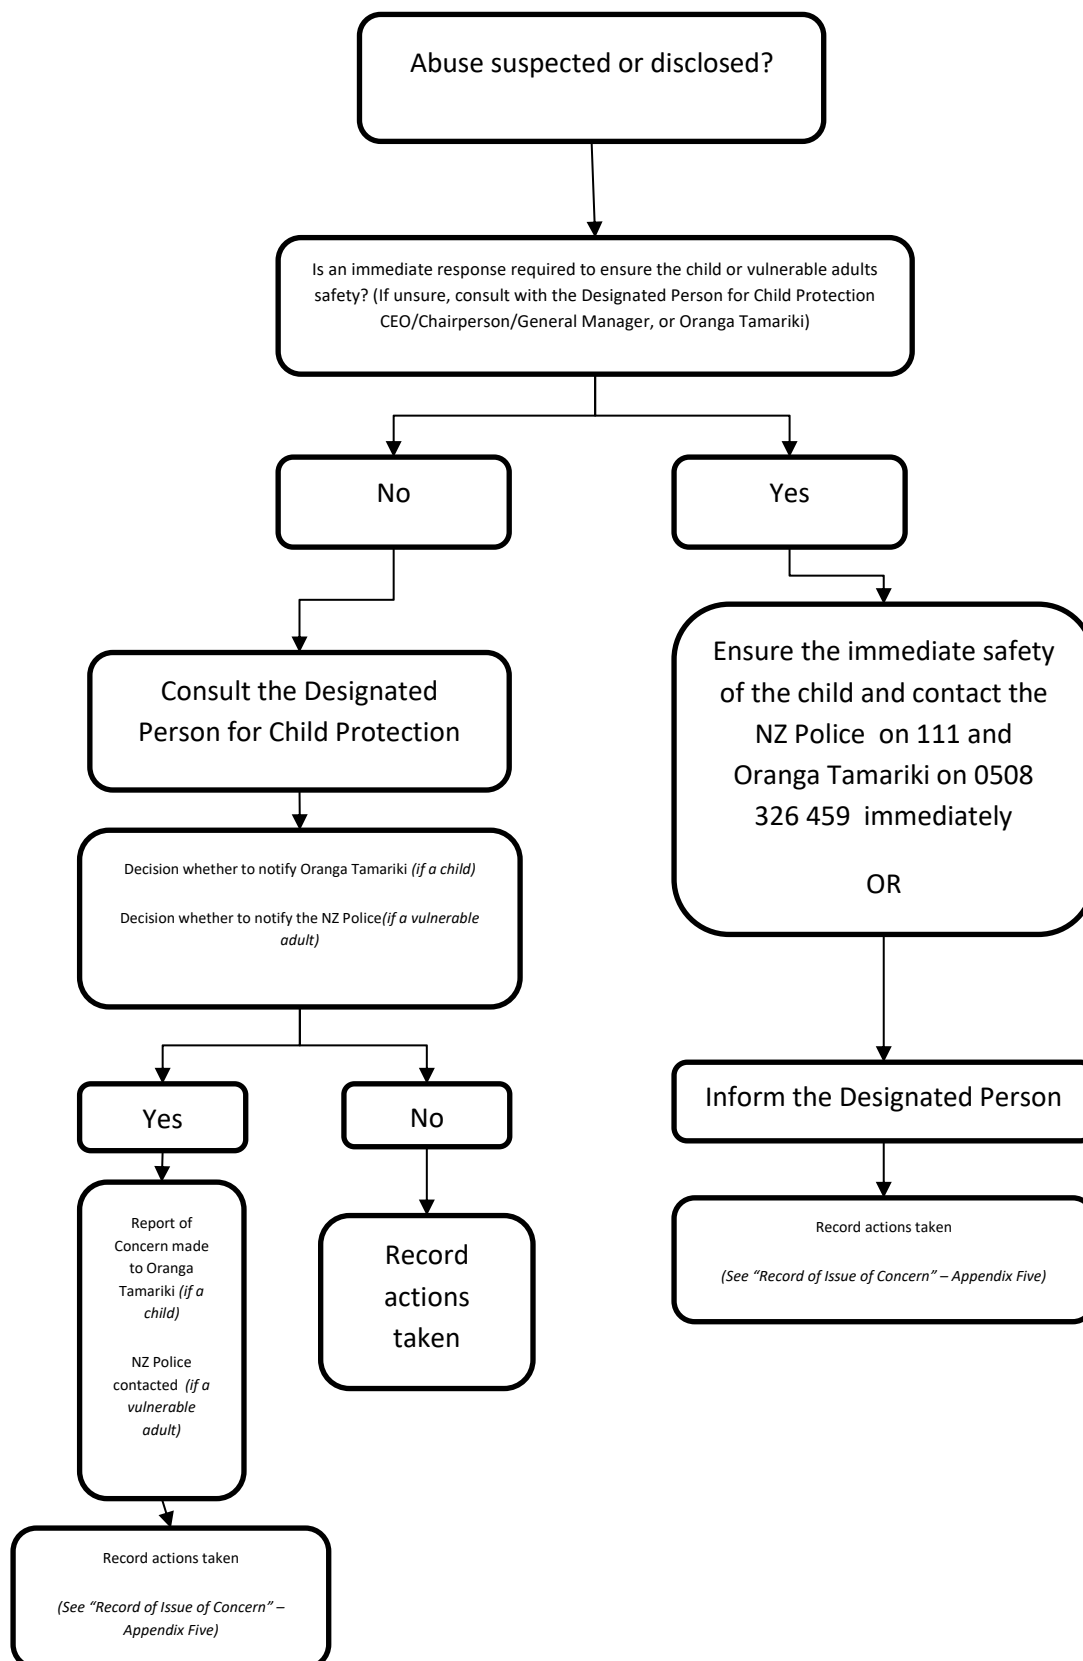 Abuse suspected or disclosed?
Is an immediate response required to ensure the child or vulnerable adults
safety? (If unsure, consult with the Designated Person for Child Protection
CEO/Chairperson/General Manager, or Oranga Tamariki)
No
Yes
Consult the Designated
Person for Child Protection
Ensure the immediate safety
of the child and contact the
NZ Police  on 111 and
Oranga Tamariki on 0508
326 459  immediately
OR
Decision whether to notify Oranga Tamariki (if a child)
Decision whether to notify the NZ Police(if a vulnerable
adult)
Yes
No
Inform the Designated Person
Report of
Concern made
to Oranga
Tamariki (if a
child)
NZ Police
contacted  (if a
vulnerable
adult)
Record
actions
taken
Record actions taken
(See “Record of Issue of Concern” – Appendix Five)
Record actions taken
(See “Record of Issue of Concern” –
Appendix Five)